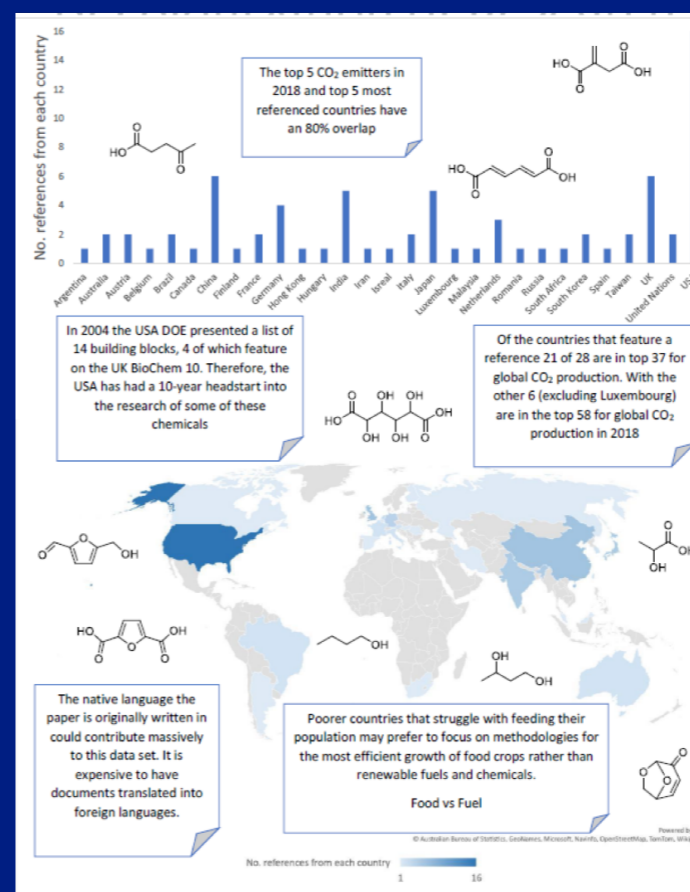 No. references from each country
16
14
12
10
8
6
4
2
0
The top 5 CO₂ emitters in
2018 and top 5 most
referenced countries have
an 80% overlap
HO
O
O
HO
O
O
OH
HO
O
O
OH
Argentina
Australia
Austria
Belgium
Brazil
Canada
China
Finland
France
Germany
Hong Kong
Hungary
India
Iran
Isreal
Italy
Japan
Luxembourg
Malaysia
Netherlands
Romania
Russia
South Africa
South Korea
Spain
Taiwan
UK
United Nations
In 2004 the USA DOE presented a list of
14 building blocks, 4 of which feature
on the UK BioChem 10. Therefore, the
USA has had a 10-year headstart into
the research of some of these
chemicals
Of the countries that feature a
reference 21 of 28 are in top 37 for
global CO₂ production. With the
other 6 (excluding Luxembourg)
are in the top 58 for global CO₂
production in 2018
O OH OH
HO OH
OH OH O
O O OH
O
OH
HO O OH
O O
OH
OH
OH
The native language the
paper is originally written in
could contribute massively
to this data set. It is
expensive to have
documents translated into
foreign languages.
Poorer countries that struggle with feeding their
population may prefer to focus on methodologies for
the most efficient growth of food crops rather than
renewable fuels and chemicals.
Food vs Fuel
O
O
O
Powered by
© Australian Bureau of Statistics, GeoNames, Microsoft, Navinfo, OpenStreetMap, TomTom,
No. references from each country
1 16